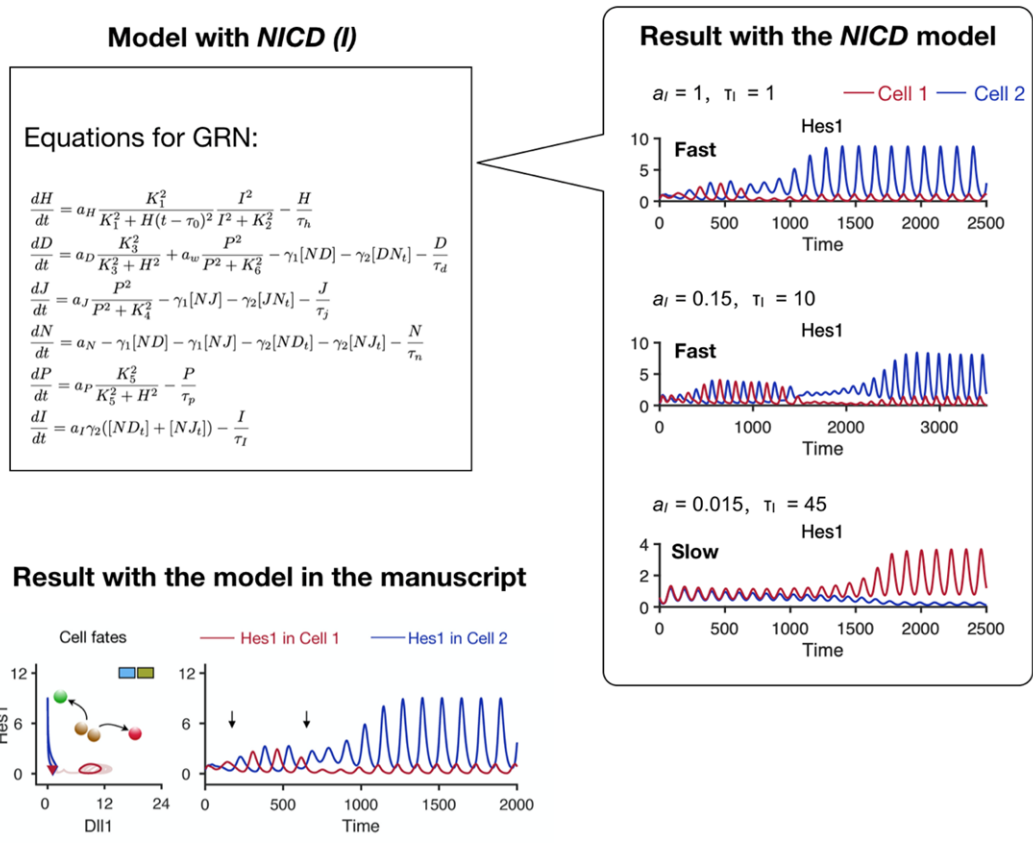 Model with NICD (I)
Equations for GRN:
dH/dt = a_H K_1^2/(K_1^2 + H(t − τ_0)^2) I^2/(I^2 + K_2^2) − H/τ_h
dD/dt = a_D K_3^2/(K_3^2 + H^2) + a_w P^2/(P^2 + K_6^2) − γ_1[ND] − γ_2[DN_t] − D/τ_d
dJ/dt = a_J P^2/(P^2 + K_4^2) − γ_1[NJ] − γ_2[JN_t] − J/τ_j
dN/dt = a_N − γ_1[ND] − γ_1[NJ] − γ_2[ND_t] − γ_2[NJ_t] − N/τ_n
dP/dt = a_P K_5^2/(K_5^2 + H^2) − P/τ_p
dI/dt = a_I γ_2([ND_t] + [NJ_t]) − I/τ_I
Result with the NICD model
a_I = 1, τ_I = 1
Cell 1 Cell 2
Hes1
Fast
10
5
0
0 500 1000 1500 2000 2500
Time
a_I = 0.15, τ_I = 10
Hes1
Fast
10
5
0
0 1000 2000 3000
Time
a_I = 0.015, τ_I = 45
Hes1
Slow
4
2
0
0 500 1000 1500 2000 2500
Time
Result with the model in the manuscript
Cell fates
Hes1
12
6
0
0 12 24
Dll1
Hes1 in Cell 1 Hes1 in Cell 2
12
6
0
0 500 1000 1500 2000
Time